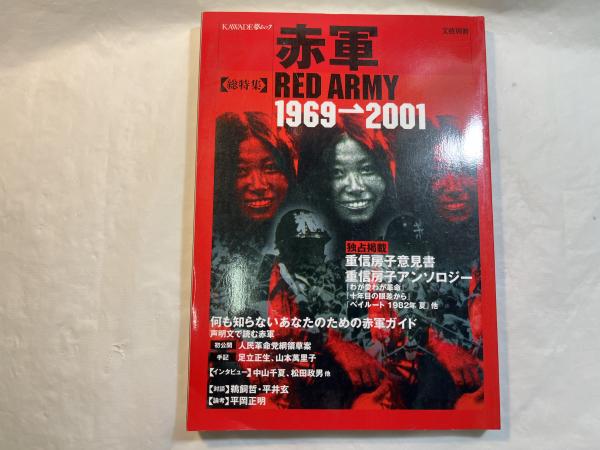 KAWADE夢ムック
文藝別冊
赤軍
【総特集】
RED ARMY
1969→2001
独占掲載
重信房子意見書
重信房子アンソロジー
「わが愛わが革命」
「十年目の眼差から」
「ベイルート 1982年 夏」他
何も知らないあなたのための赤軍ガイド
声明文で読む赤軍
初公開 人民革命党綱領草案
手記 足立正生、山本萬里子
【インタビュー】中山千夏、松田政男 他
【対談】鵜飼哲・平井玄
【論考】平岡正明